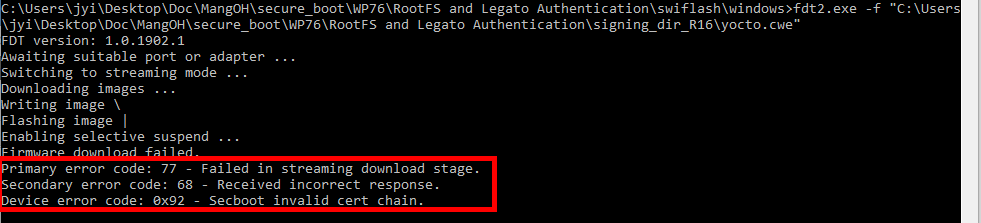 C:\Users\jyi\Desktop\Doc\MangOH\secure_boot\WP76\RootFS and Legato Authentication\swiflash\windows>fdt2.exe -f "C:\Users
\jyi\Desktop\Doc\MangOH\secure_boot\WP76\RootFS and Legato Authentication\signing_dir_R16\yocto.cwe"
FDT version: 1.0.1902.1
Awaiting suitable port or adapter ...
Switching to streaming mode ...
Downloading images ...
Writing image \
Flashing image |
Enabling selective suspend ...
Firmware download failed.
Primary error code: 77 - Failed in streaming download stage.
Secondary error code: 68 - Received incorrect response.
Device error code: 0x92 - Secboot invalid cert chain.